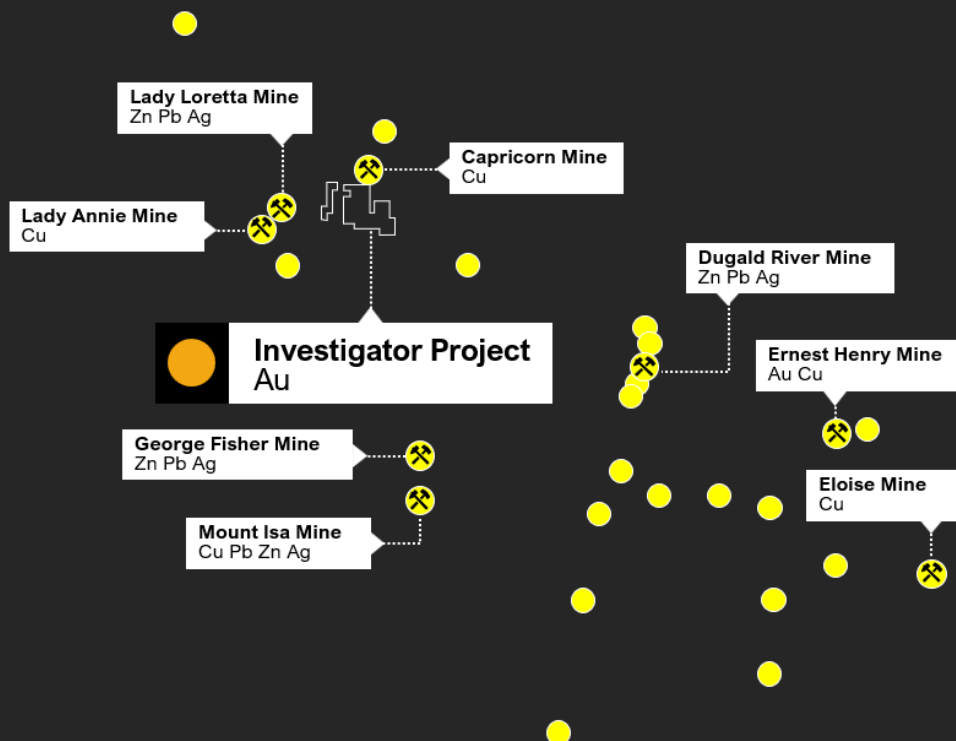 Lady Loretta Mine
Zn Pb Ag
Capricorn Mine
Cu
Lady Annie Mine
Cu
Dugald River Mine
Zn Pb Ag
Investigator Project
Au
Ernest Henry Mine
Au Cu
George Fisher Mine
Zn Pb Ag
Eloise Mine
Cu
Mount Isa Mine
Cu Pb Zn Ag